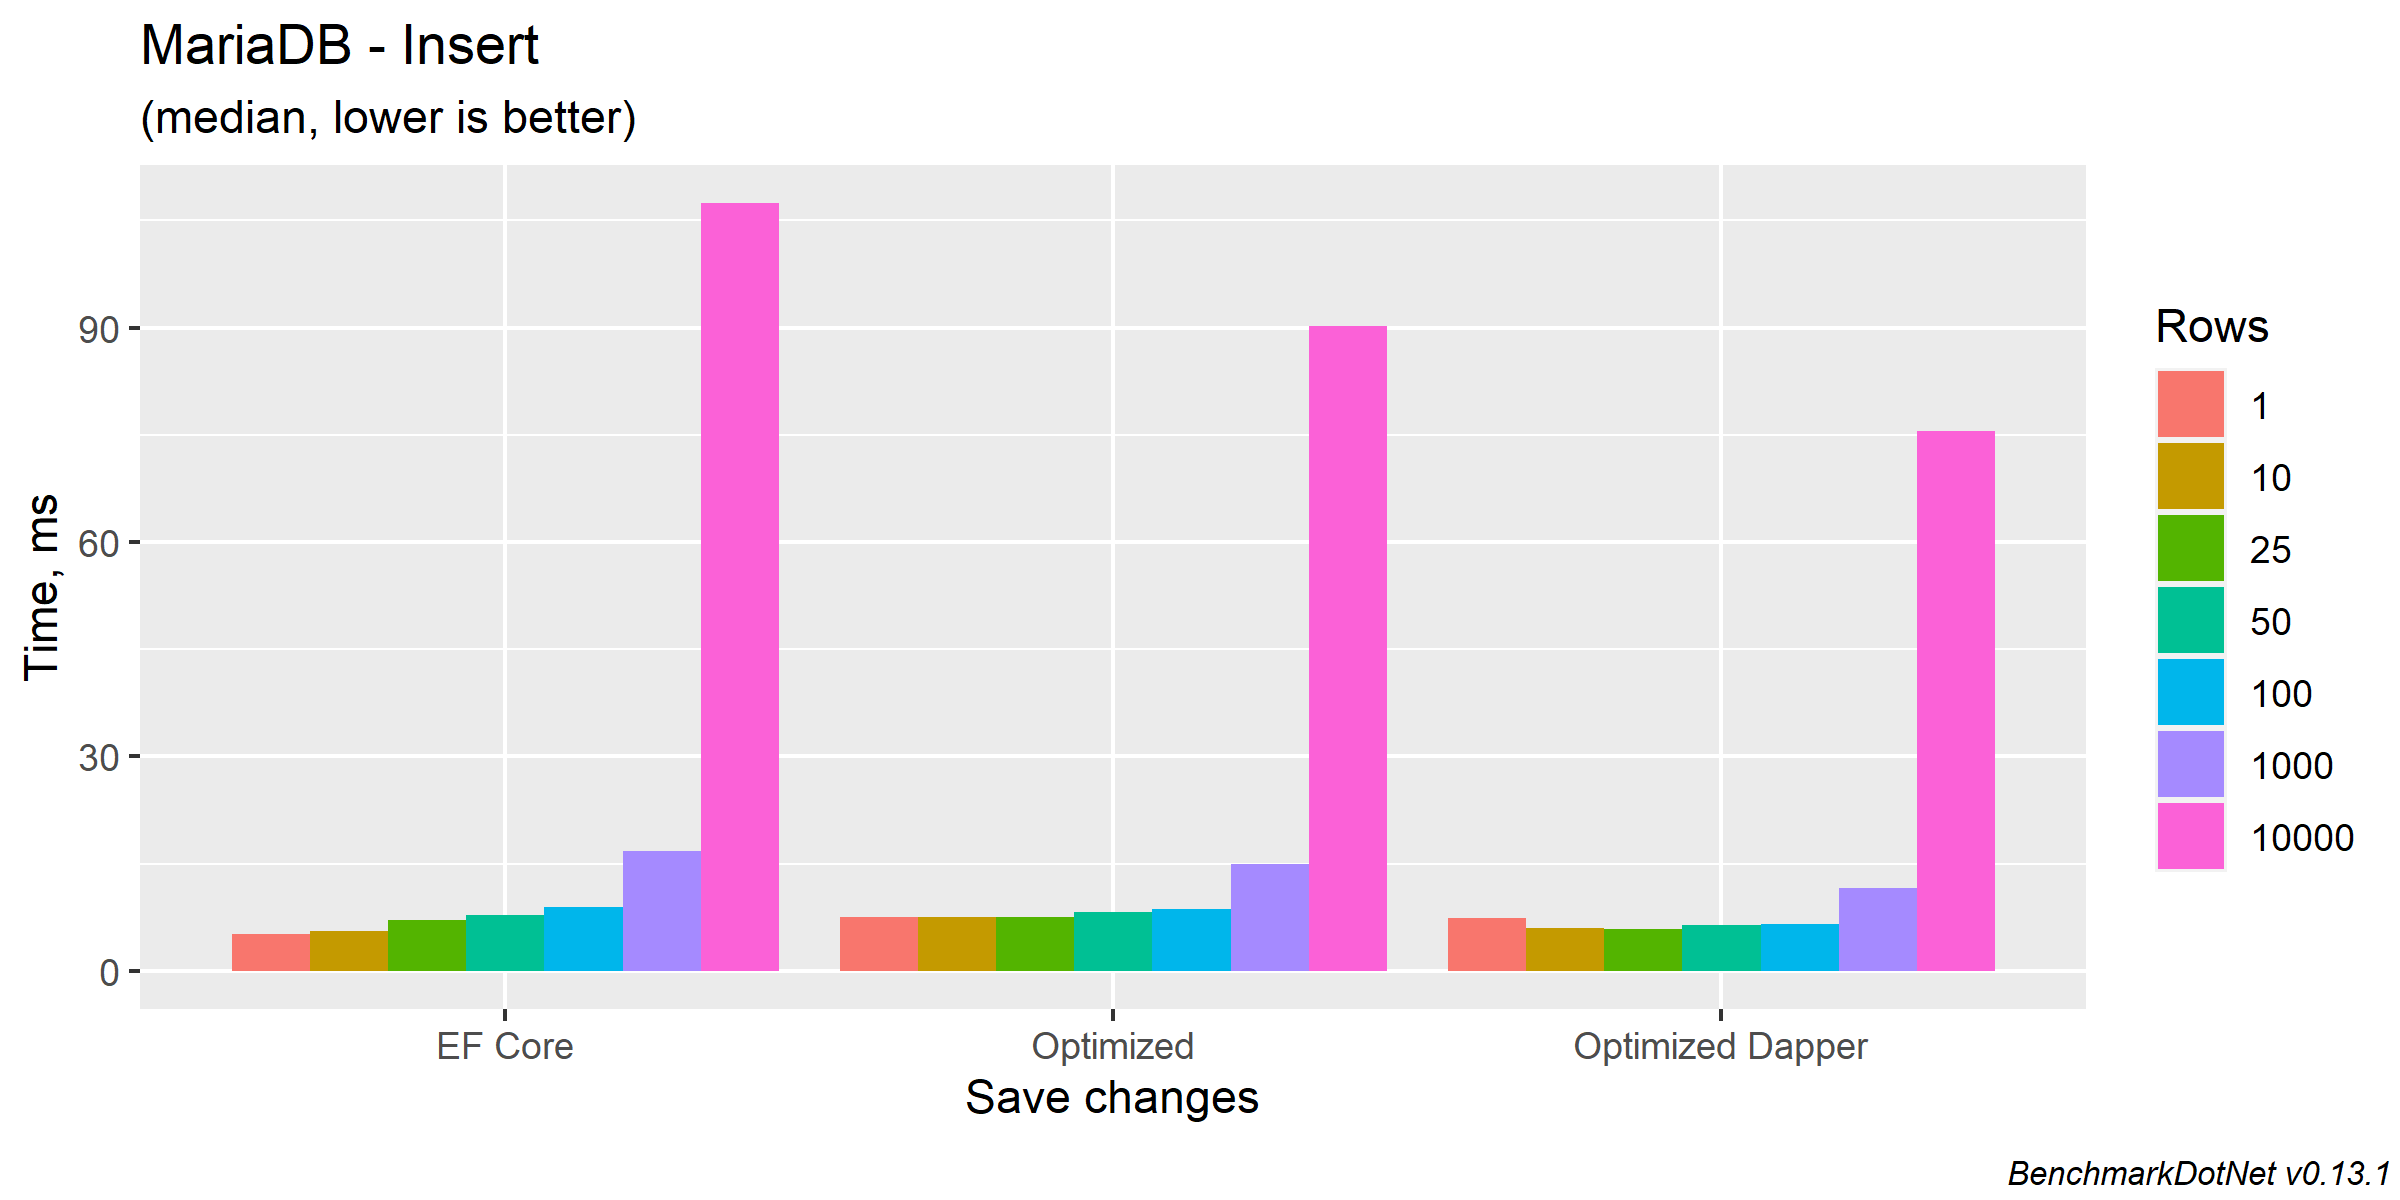 MariaDB - Insert
(median, lower is better)
Time, ms
90
60
30
0
EF Core
Optimized
Optimized Dapper
Save changes
Rows
1
10
25
50
100
1000
10000
BenchmarkDotNet v0.13.1